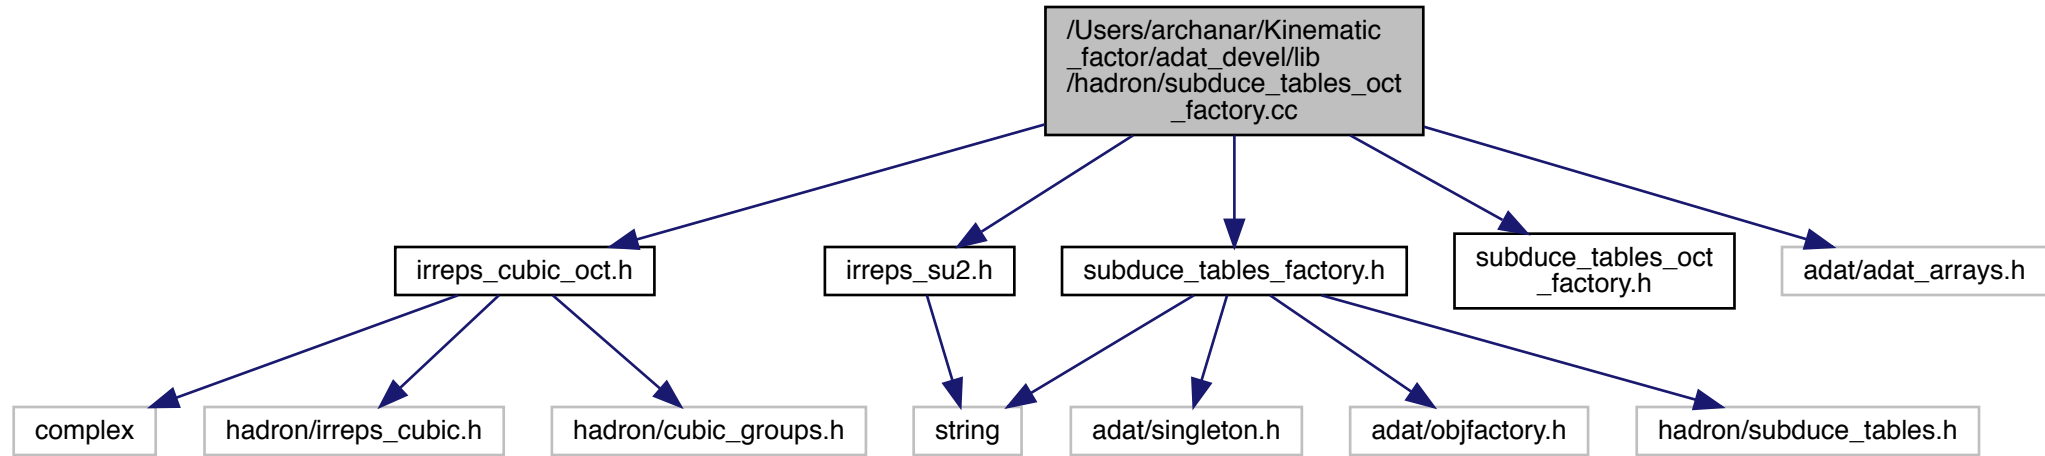 /Users/archanar/Kinematic
_factor/adat_devel/lib
/hadron/subduce_tables_oct
_factory.cc
irreps_cubic_oct.h
irreps_su2.h
subduce_tables_factory.h
subduce_tables_oct
_factory.h
adat/adat_arrays.h
complex
hadron/irreps_cubic.h
hadron/cubic_groups.h
string
adat/singleton.h
adat/objfactory.h
hadron/subduce_tables.h